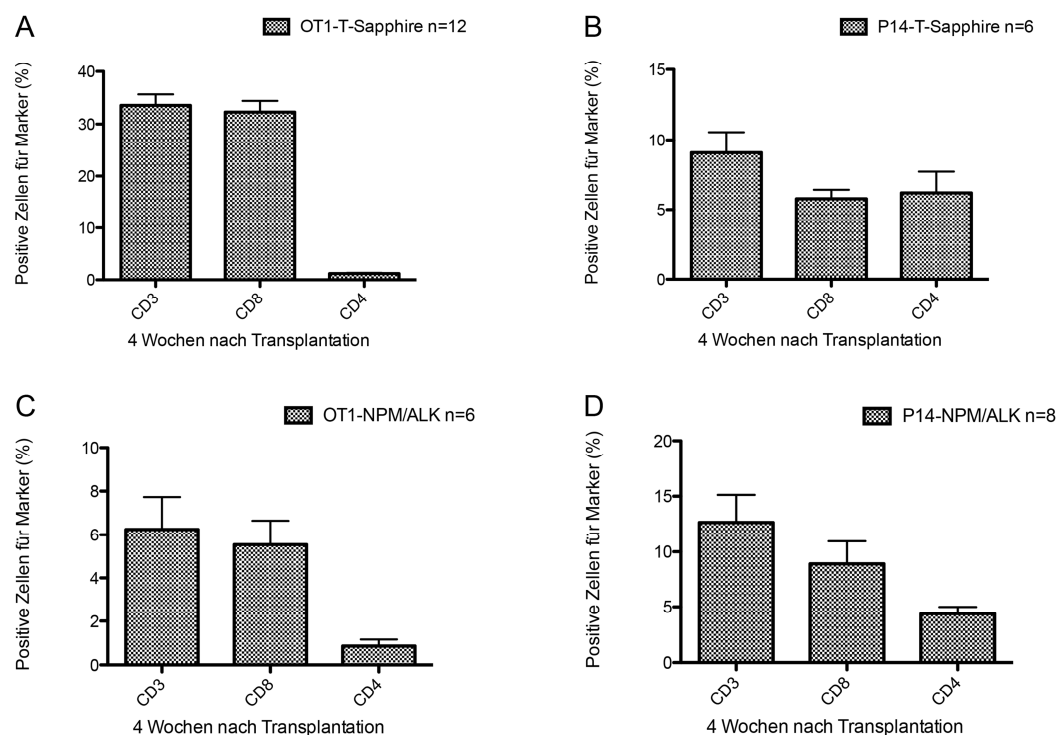 A
OT1-T-Sapphire n=12
Positive Zellen für Marker (%)
40
30
20
10
0
CD3
CD8
CD4
4 Wochen nach Transplantation
B
P14-T-Sapphire n=6
Positive Zellen für Marker (%)
15
10
5
0
CD3
CD8
CD4
4 Wochen nach Transplantation
C
OT1-NPM/ALK n=6
Positive Zellen für Marker (%)
10
8
6
4
2
0
CD3
CD8
CD4
4 Wochen nach Transplantation
D
P14-NPM/ALK n=8
Positive Zellen für Marker (%)
20
15
10
5
0
CD3
CD8
CD4
4 Wochen nach Transplantation